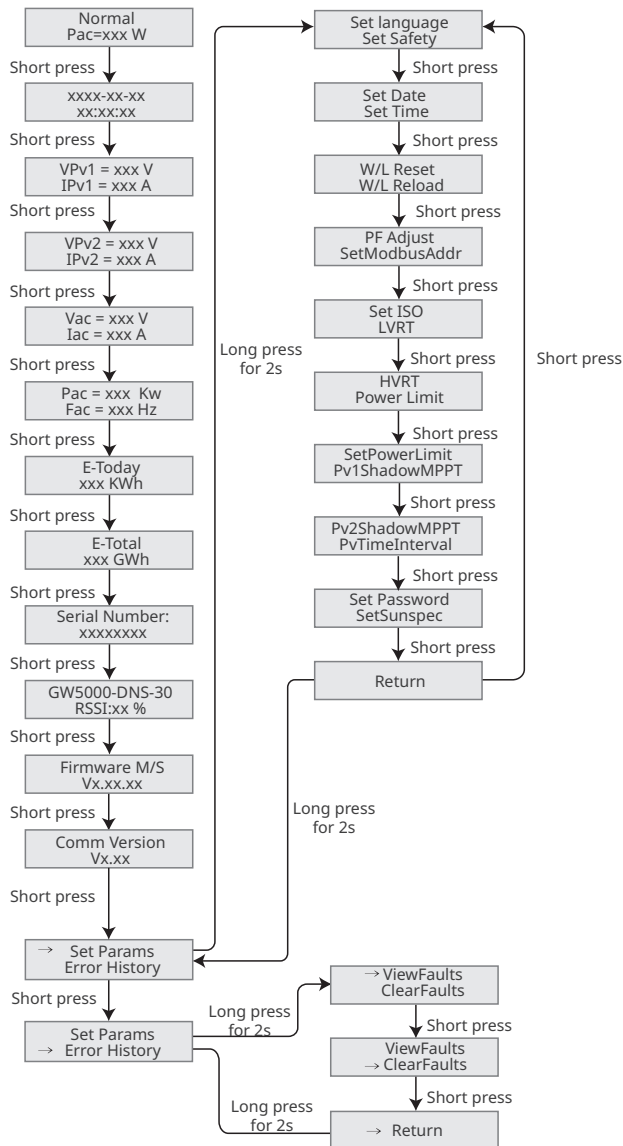 Normal
Pac=xxx W
Short press
xxxx-xx-xx
xx:xx:xx
Short press
VPv1 = xxx V
IPv1 = xxx A
Short press
VPv2 = xxx V
IPv2 = xxx A
Short press
Vac = xxx V
Iac = xxx A
Short press
Pac = xxx Kw
Fac = xxx Hz
Short press
E-Today
xxx KWh
Short press
E-Total
xxx GWh
Short press
Serial Number:
xxxxxxxx
Short press
GW5000-DNS-30
RSSI:xx %
Short press
Firmware M/S
Vx.xx.xx
Short press
Comm Version
Vx.xx
Short press
→ Set Params
Error History
Short press
Set Params
→ Error History
Long press
for 2s
Set language
Set Safety
Short press
Set Date
Set Time
Short press
W/L Reset
W/L Reload
Short press
PF Adjust
SetModbusAddr
Short press
Set ISO
LVRT
Short press
HVRT
Power Limit
Short press
SetPowerLimit
Pv1ShadowMPPT
Short press
Pv2ShadowMPPT
PvTimeInterval
Short press
Set Password
SetSunspec
Short press
Return
Short press
Long press
for 2s
Long press
for 2s
→ ViewFaults
ClearFaults
Short press
ViewFaults
→ ClearFaults
Short press
→ Return
Long press
for 2s